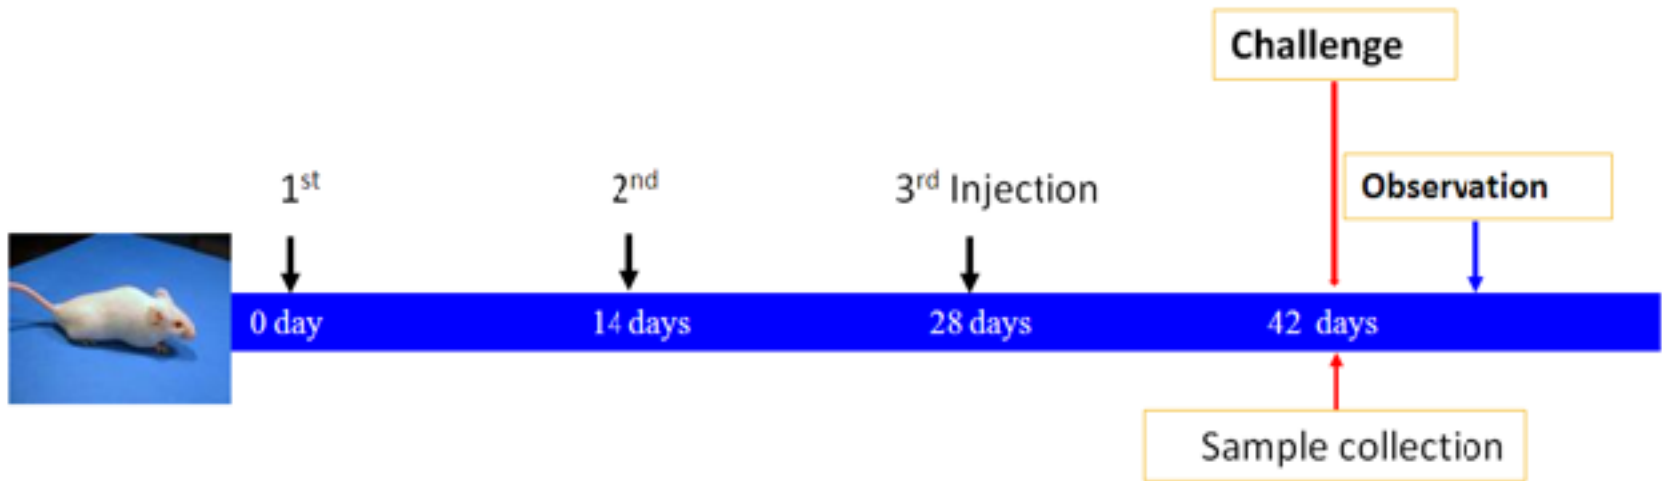 Challenge
Observation
1st 2nd 3rd Injection
0 day 14 days 28 days 42 days
Sample collection